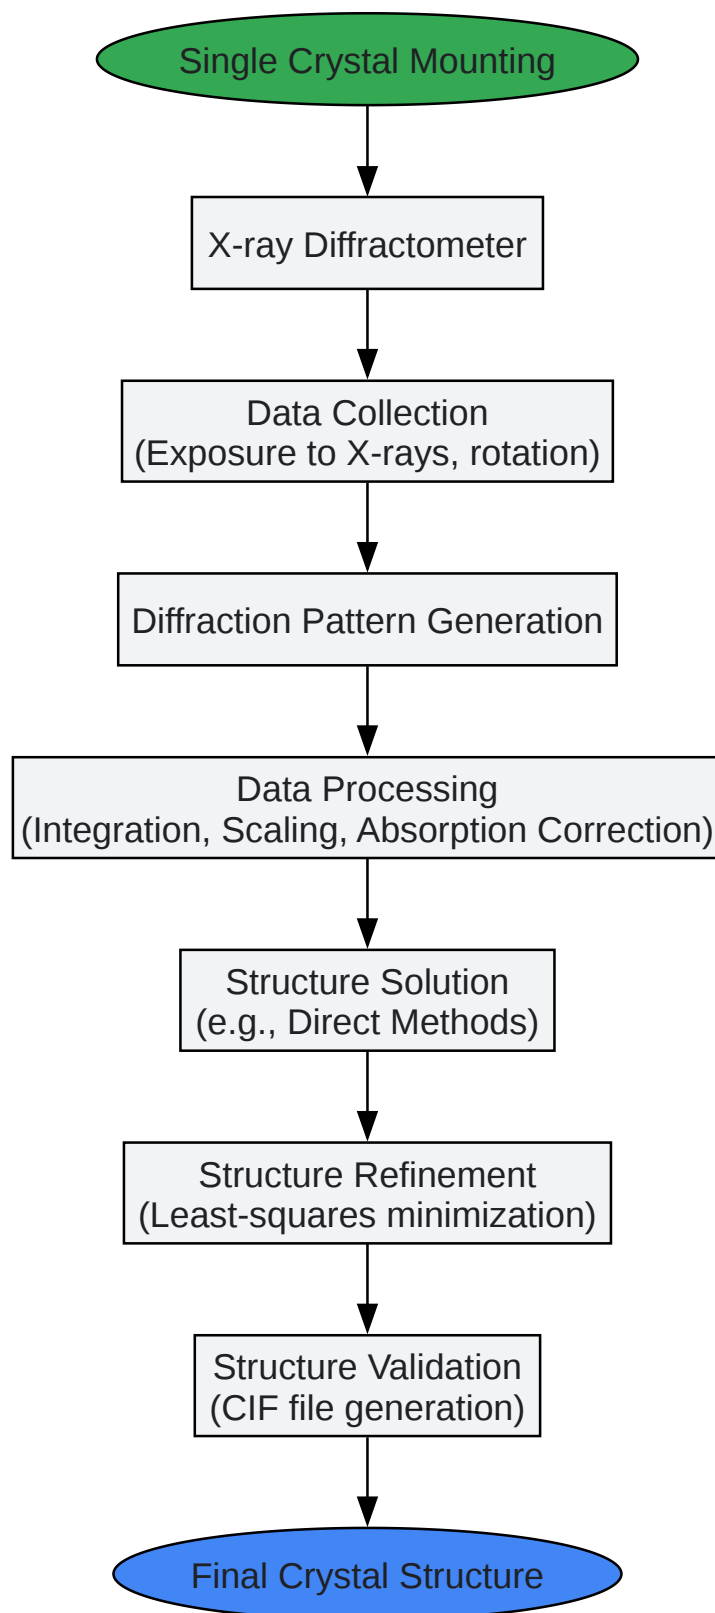 Single Crystal Mounting
X-ray Diffractometer
Data Collection
(Exposure to X-rays, rotation)
Diffraction Pattern Generation
Data Processing
(Integration, Scaling, Absorption Correction)
Structure Solution
(e.g., Direct Methods)
Structure Refinement
(Least-squares minimization)
Structure Validation
(CIF file generation)
Final Crystal Structure